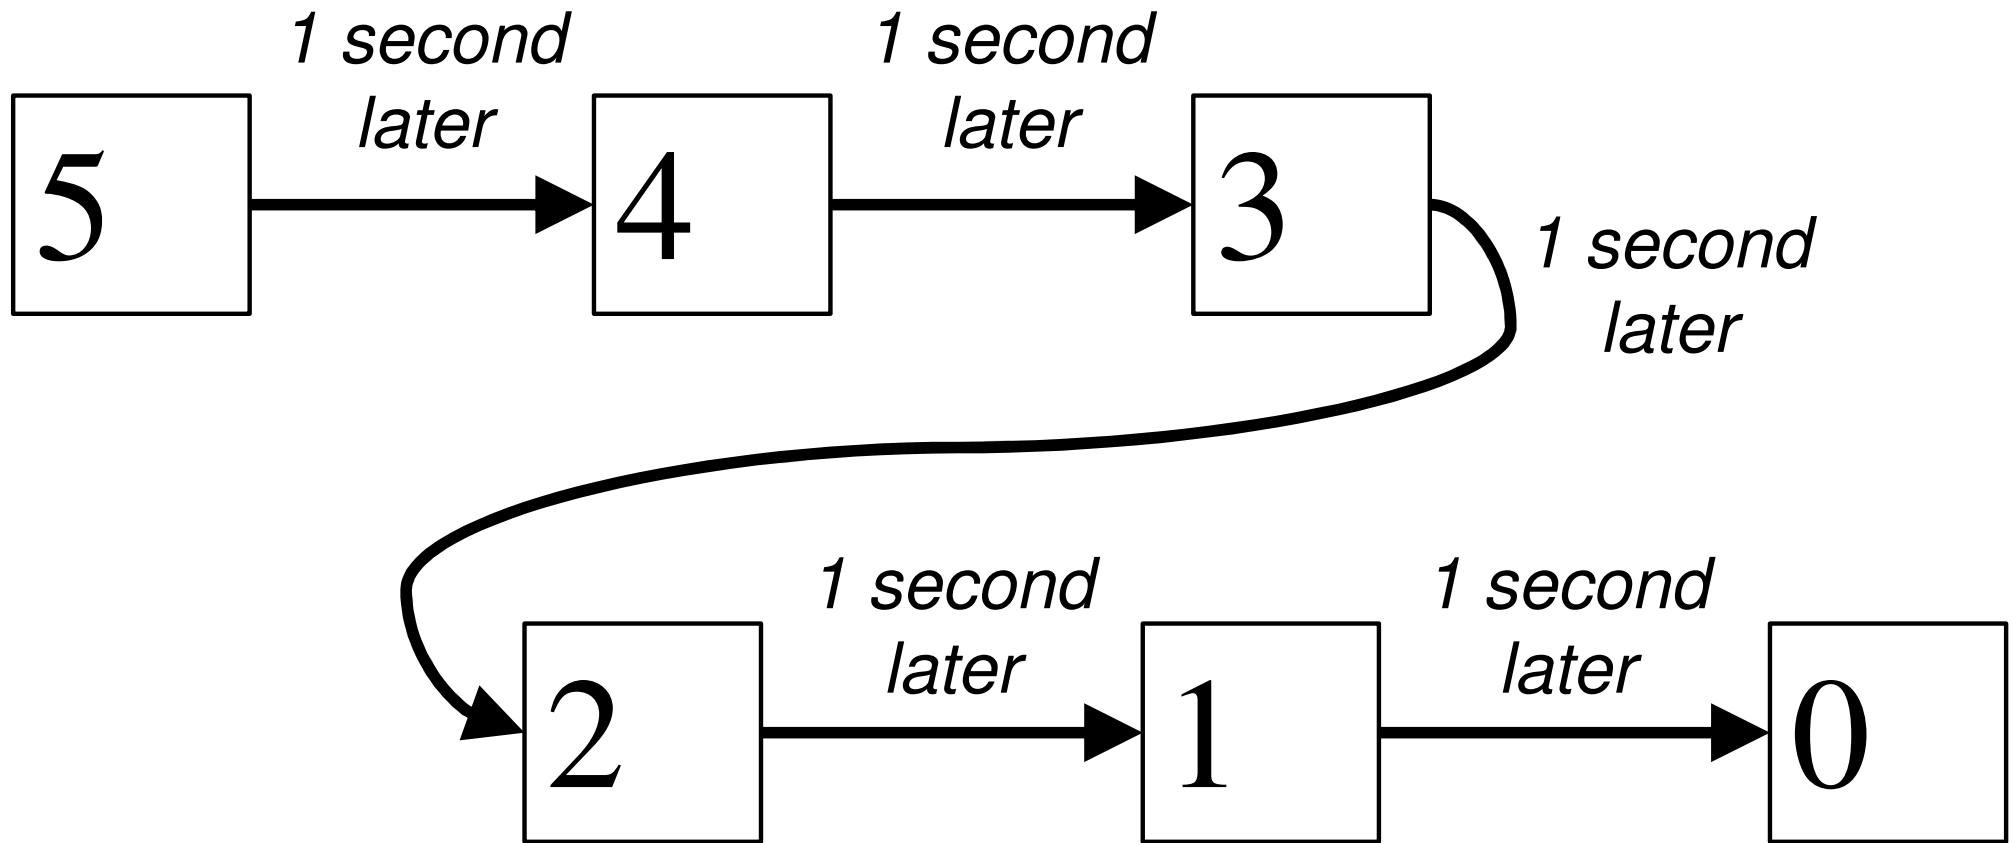 1 second
later
1 second
later
5
4
3
1 second
later
1 second
later
1 second
later
2
1
0